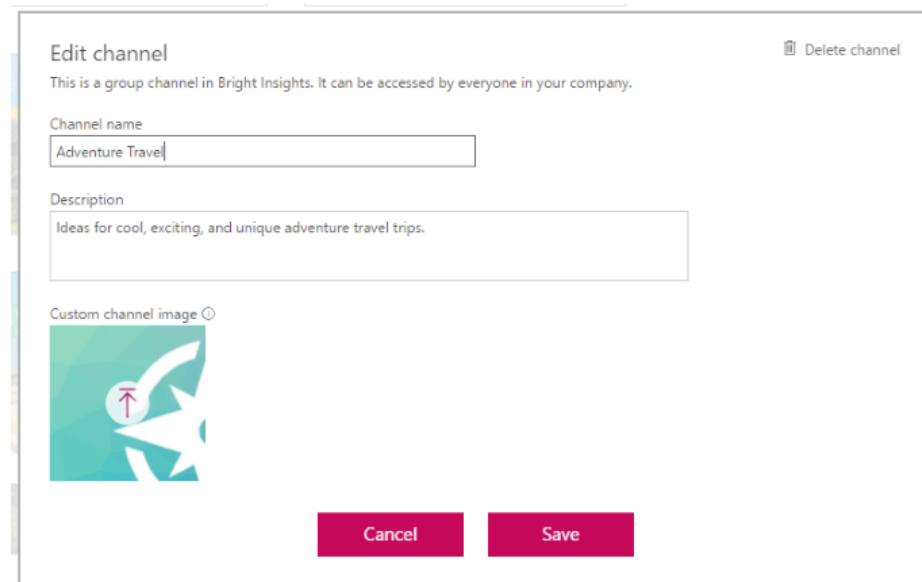 Edit channel
Delete channel
This is a group channel in Bright Insights. It can be accessed by everyone in your company.
Channel name
Adventure Travel
Description
Ideas for cool, exciting, and unique adventure travel trips.
Custom channel image
Cancel
Save